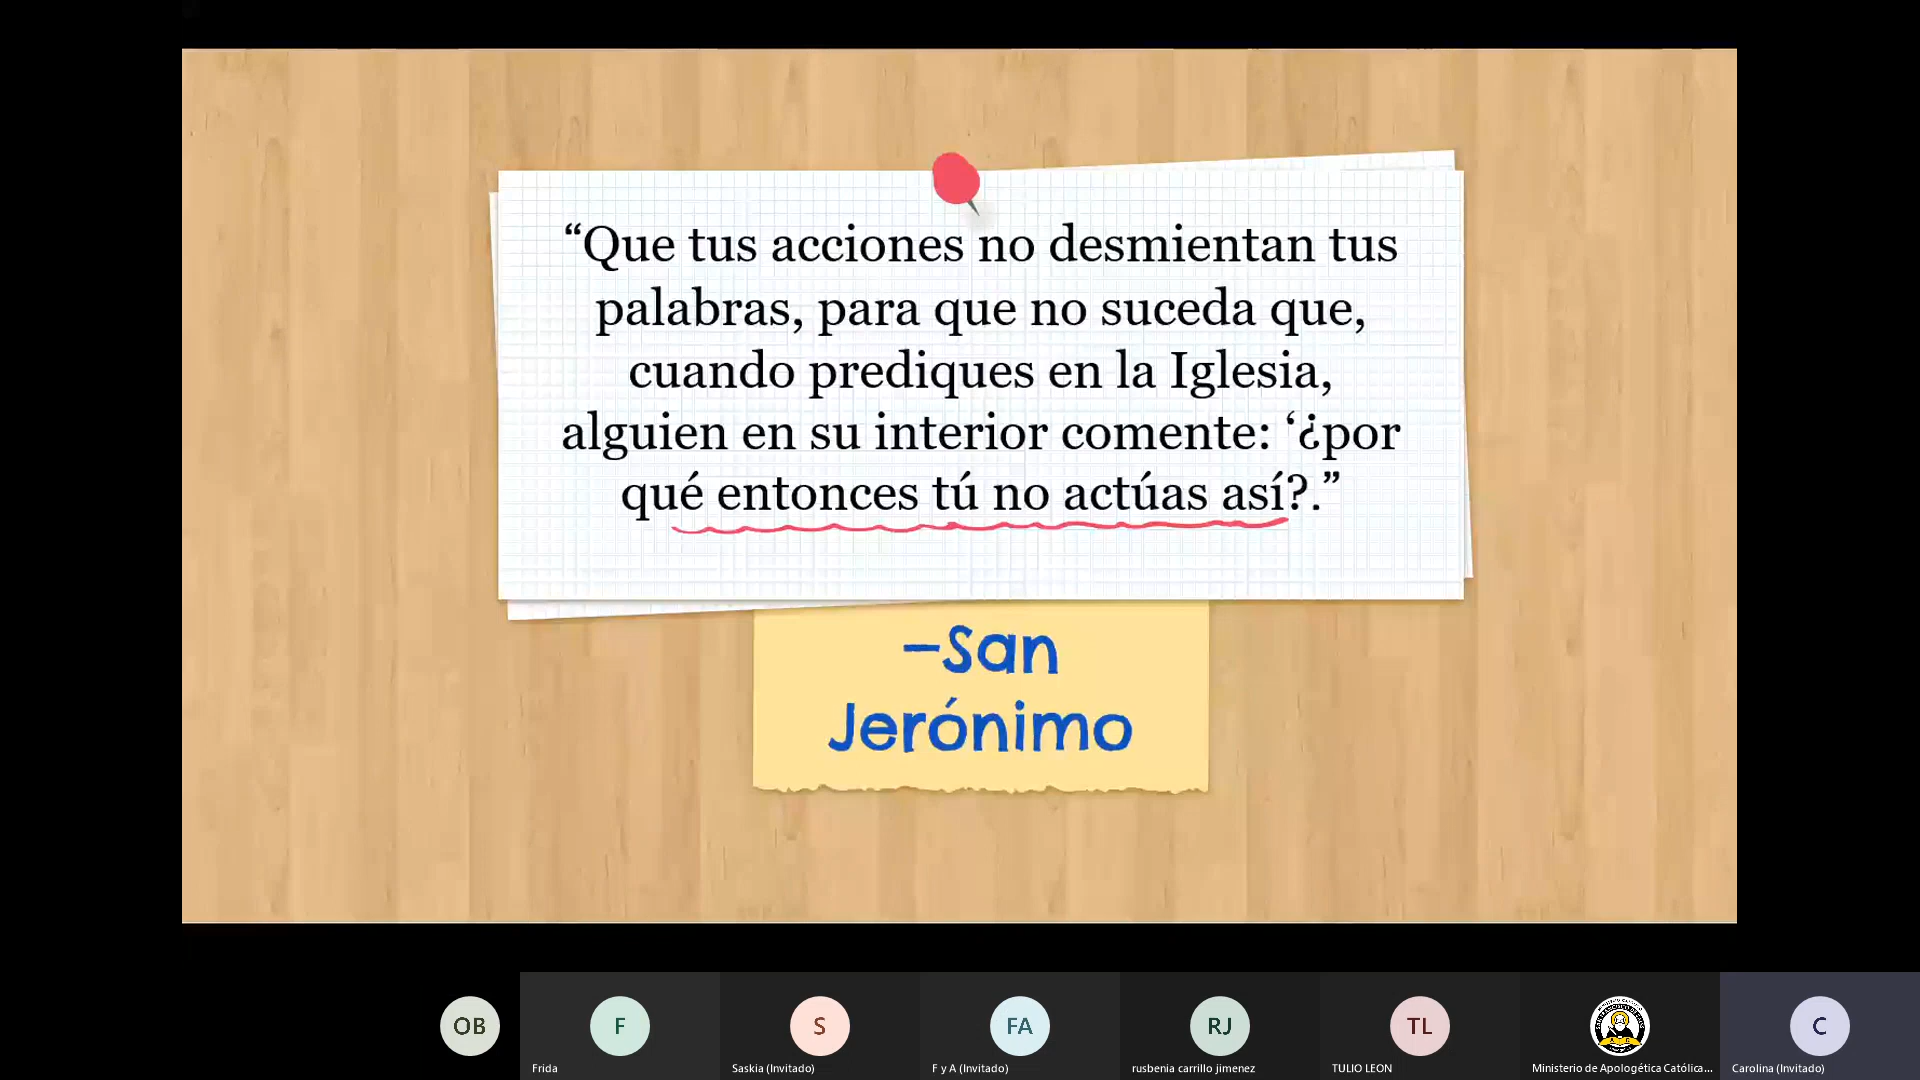 “Que tus acciones no desmientan tus
palabras, para que no suceda que,
cuando prediques en la Iglesia,
alguien en su interior comente: ‘¿por
qué entonces tú no actúas así?.”
—San
Jerónimo
OB
F
S
FA
RJ
TL
C
Frida
Saskia (Invitado)
F y A (Invitado)
rusbenia carrillo jimenez
TULIO LEON
Ministerio de Apologética Católica...
Carolina (Invitado)